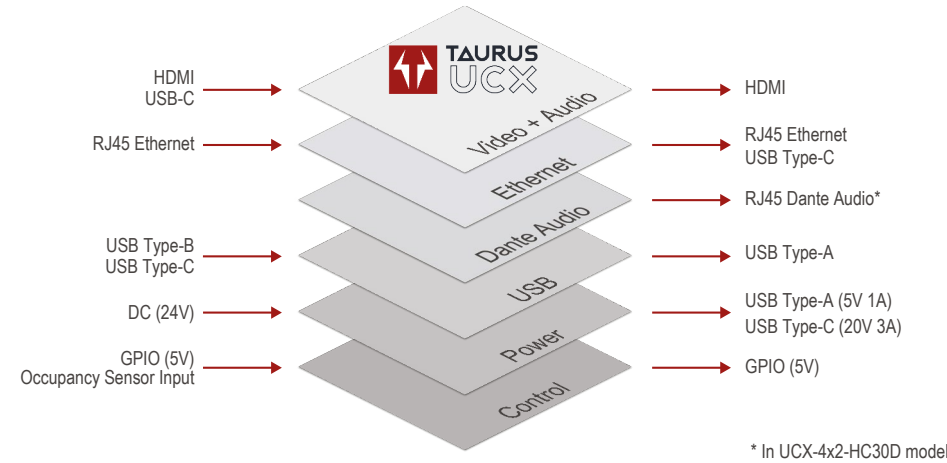 TAURUS
UCX
HDMI
USB-C
Video + Audio
HDMI
RJ45 Ethernet
Ethernet
RJ45 Ethernet
USB Type-C
Dante Audio
RJ45 Dante Audio*
USB Type-B
USB Type-C
USB
USB Type-A
DC (24V)
Power
USB Type-A (5V 1A)
USB Type-C (20V 3A)
GPIO (5V)
Occupancy Sensor Input
Control
GPIO (5V)
* In UCX-4x2-HC30D model